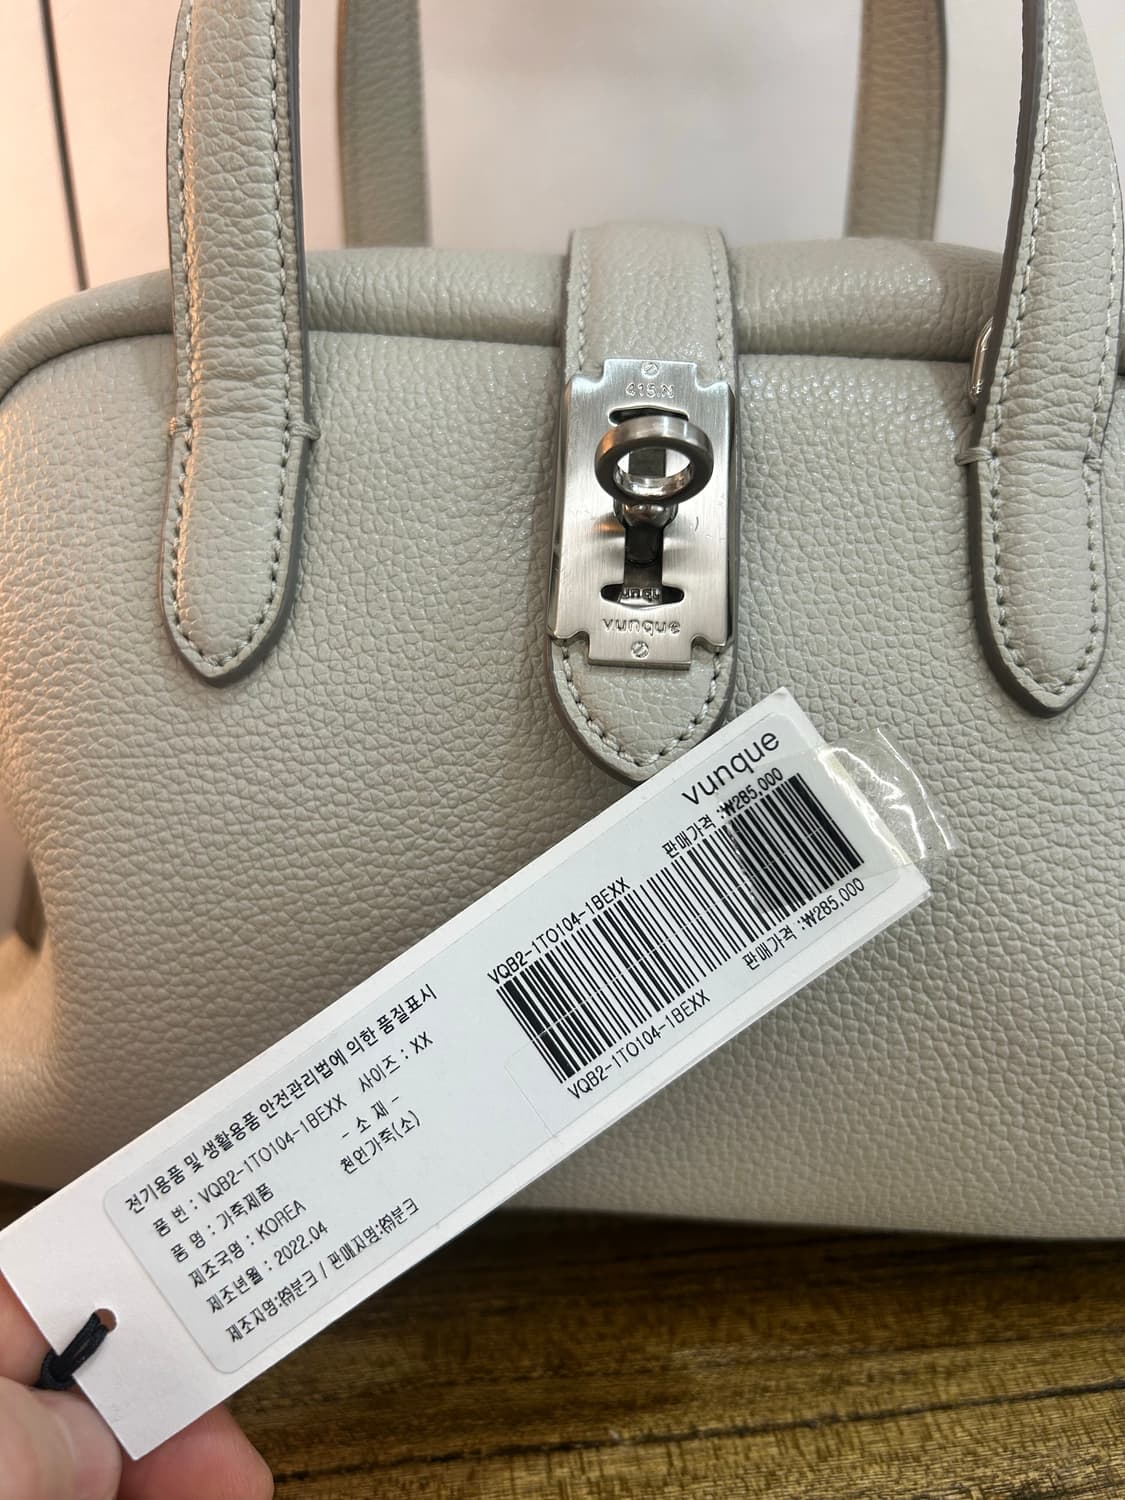 415.N
vunque
vunque
판매가격 :₩285,000
VQB2-1TO104-1BEXX
판매가격 :₩285,000
VQB2-1TO104-1BEXX
전기용품 및 생활용품 안전관리법에 의한 품질표시
품 번 : VQB2-1TO104-1BEXX 사이즈 : XX
품 명 : 가죽제품
- 소 재 -
제조국명 : KOREA
천연가죽(소)
제조년월 : 2022.04
제조자명:㈜분크 / 판매자명:㈜분크